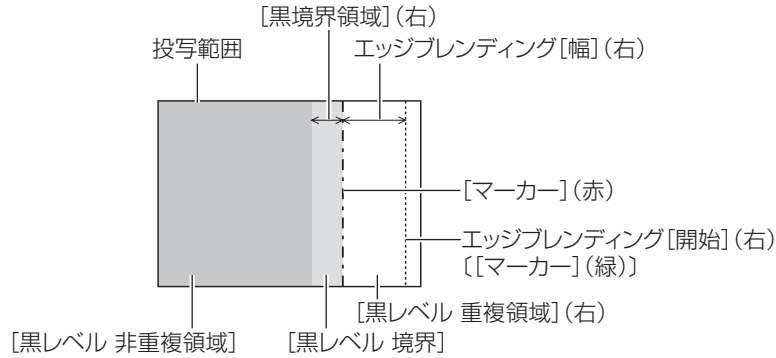 [黒境界領域](右)
投写範囲
エッジブレンディング[幅](右)
[マーカー](赤)
エッジブレンディング[開始](右)
〔[マーカー](緑)〕
[黒レベル 重複領域](右)
[黒レベル 非重複領域]
[黒レベル 境界]